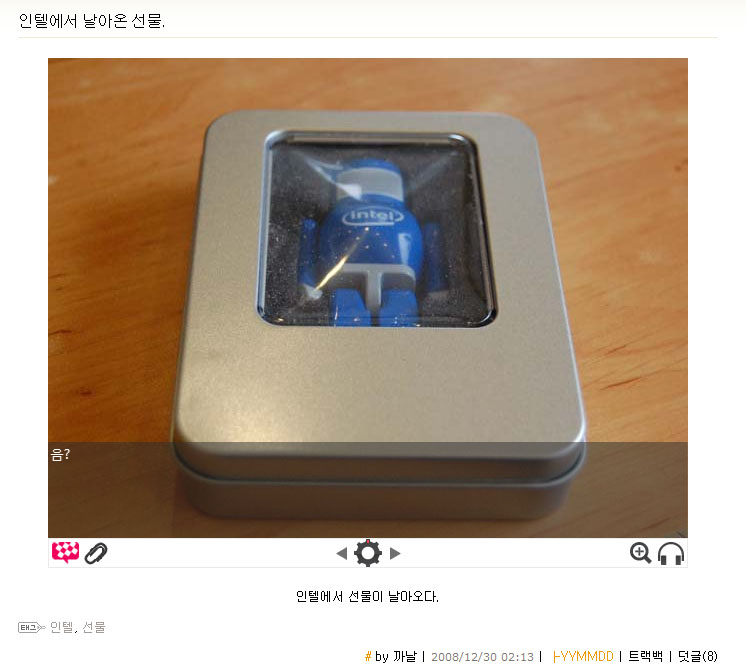 인텔에서 날아온 선물.
intel
음?
인텔에서 선물이 날아오다.
태그 인텔, 선물
# by 까날 | 2008/12/30 02:13 | ├YYMMDD | 트랙백 | 덧글(8)